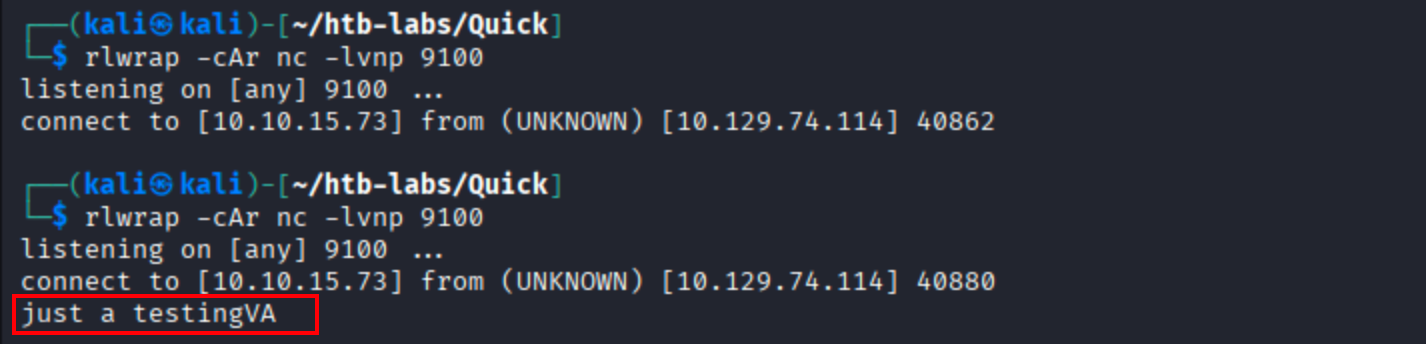 ┌──(kali㉿kali)-[~/htb-labs/Quick]
└─$ rlwrap -cAr nc -lvnp 9100
listening on [any] 9100 ...
connect to [10.10.15.73] from (UNKNOWN) [10.129.74.114] 40862
┌──(kali㉿kali)-[~/htb-labs/Quick]
└─$ rlwrap -cAr nc -lvnp 9100
listening on [any] 9100 ...
connect to [10.10.15.73] from (UNKNOWN) [10.129.74.114] 40880
just a testingVA